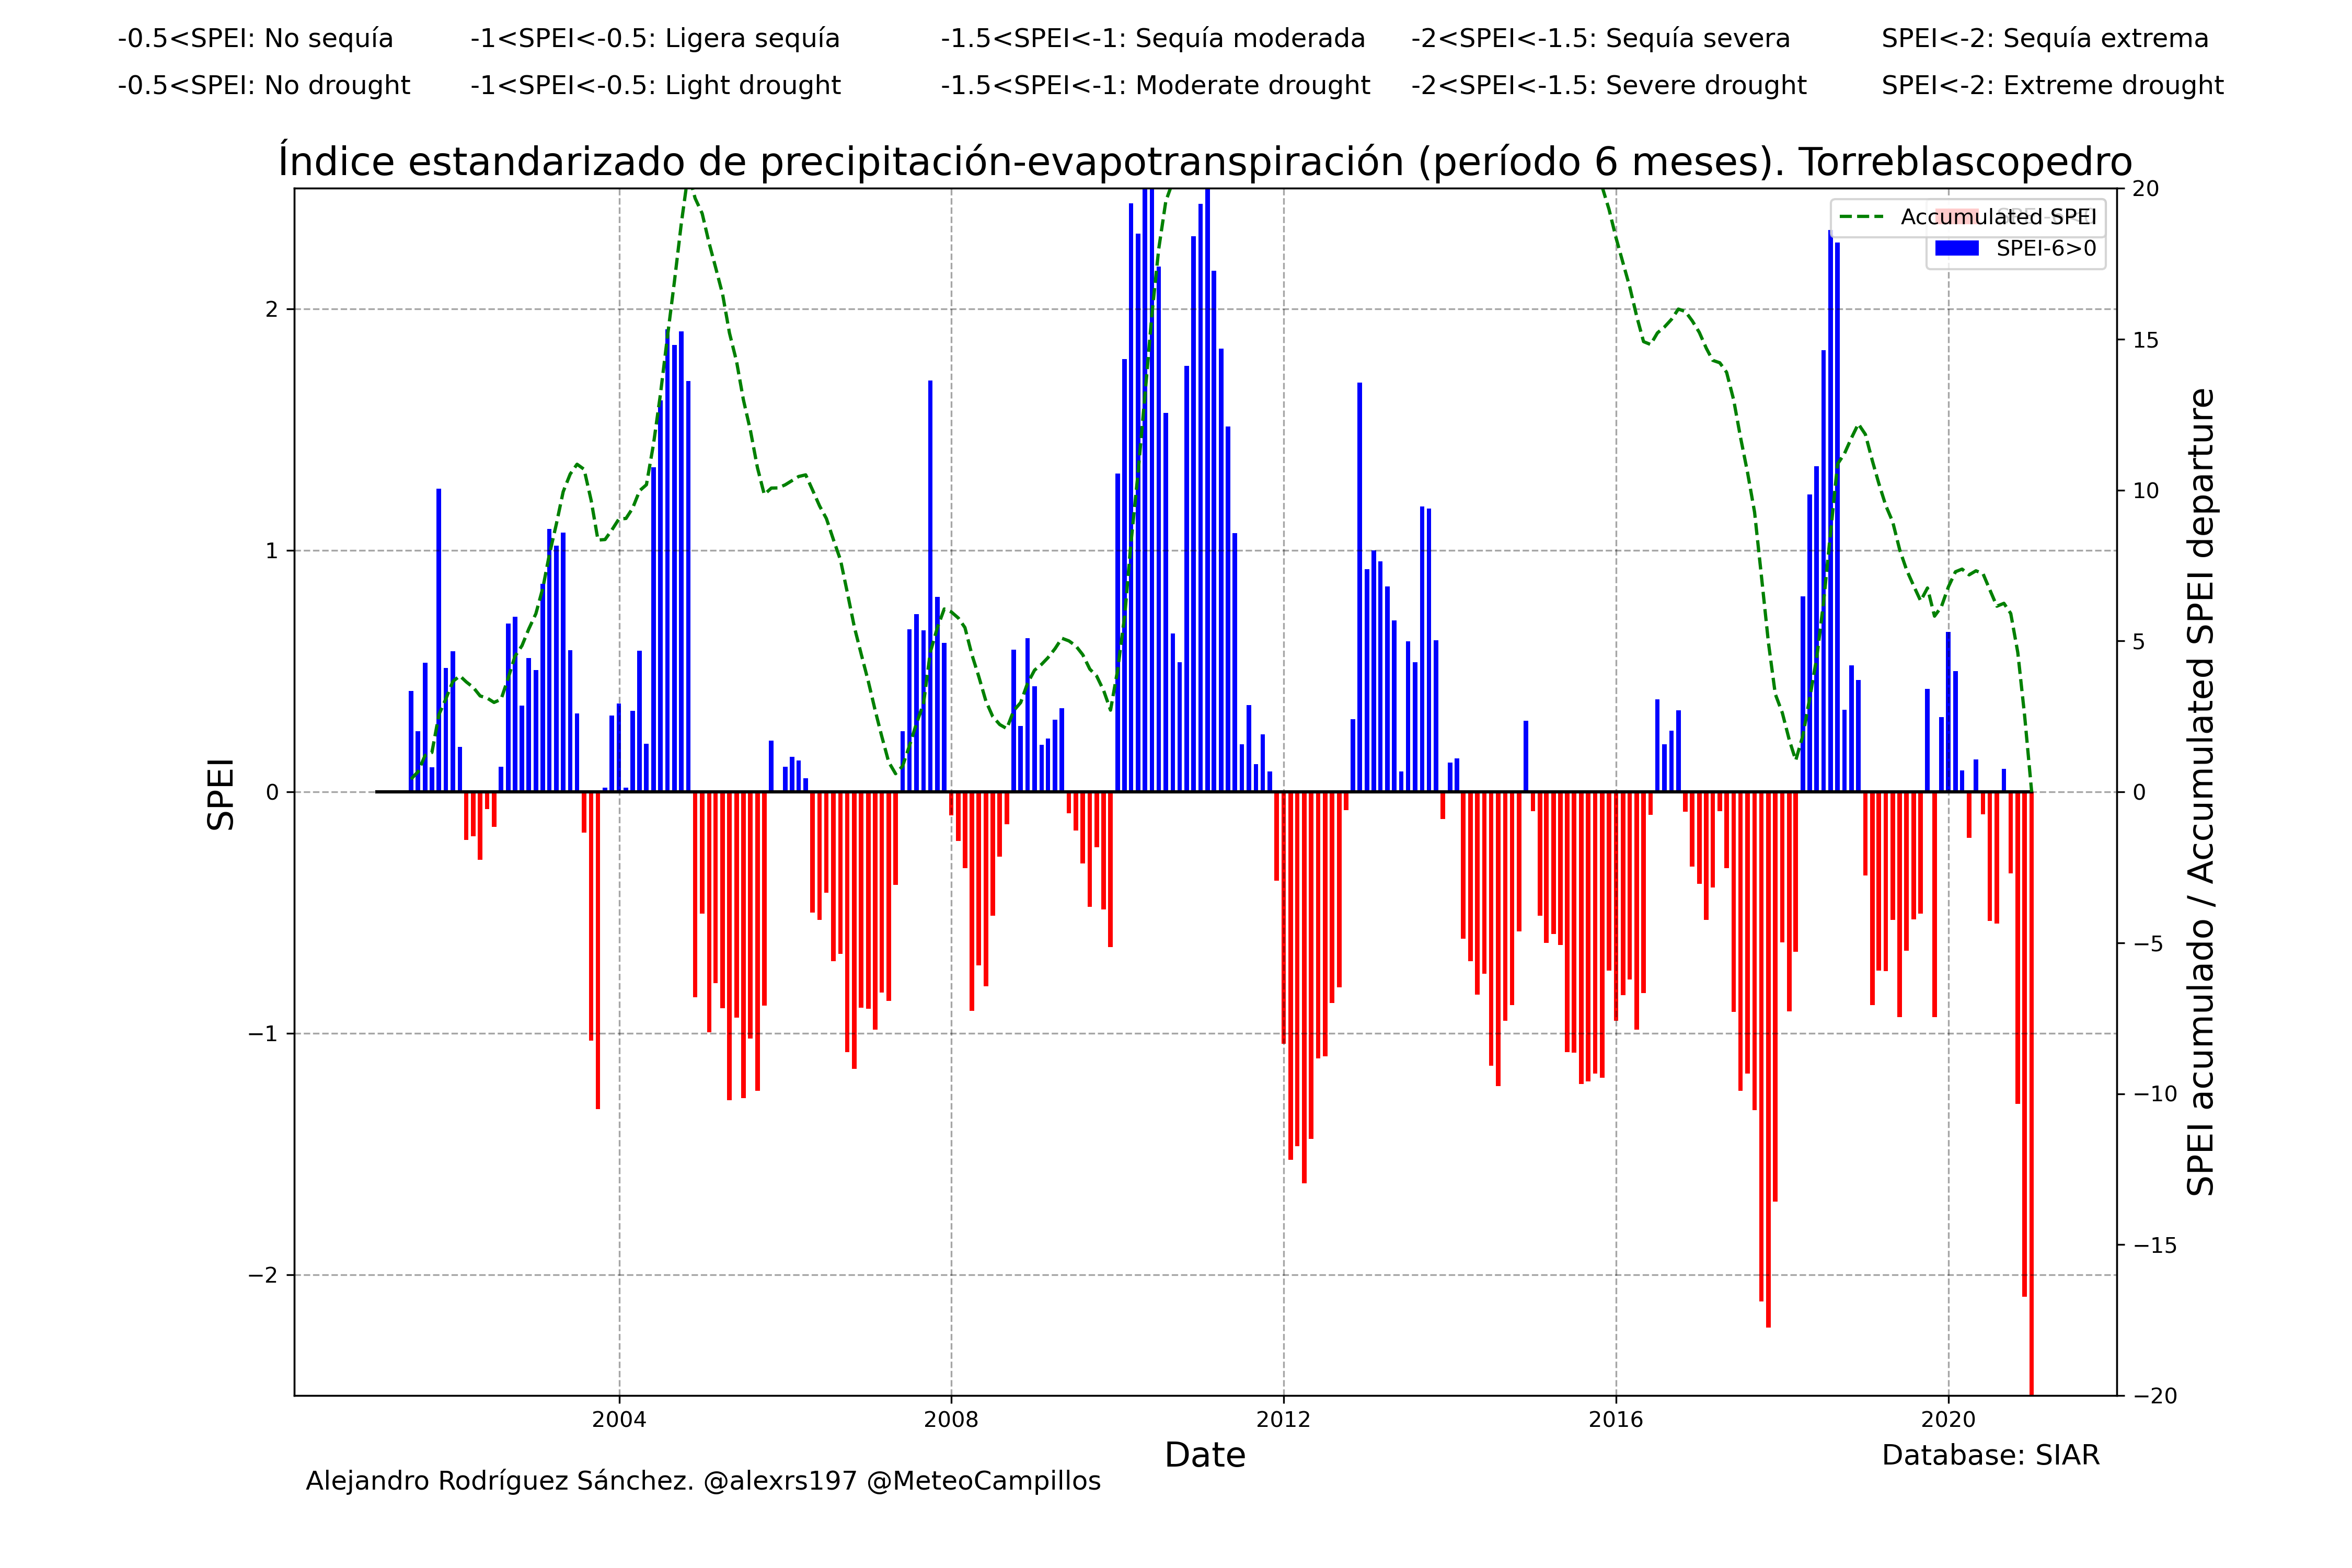 -0.5<SPEI: No sequía -1<SPEI<-0.5: Ligera sequía -1.5<SPEI<-1: Sequía moderada -2<SPEI<-1.5: Sequía severa SPEI<-2: Sequía extrema
-0.5<SPEI: No drought -1<SPEI<-0.5: Light drought -1.5<SPEI<-1: Moderate drought -2<SPEI<-1.5: Severe drought SPEI<-2: Extreme drought
Índice estandarizado de precipitación-evapotranspiración (período 6 meses). Torreblascopedro
Accumulated SPEI
SPEI-6>0
SPEI
2
1
0
−1
−2
20
15
10
5
0
−5
−10
−15
−20
SPEI acumulado / Accumulated SPEI departure
2004 2008 2012 2016 2020
Date
Database: SIAR
Alejandro Rodríguez Sánchez. @alexrs197 @MeteoCampillos